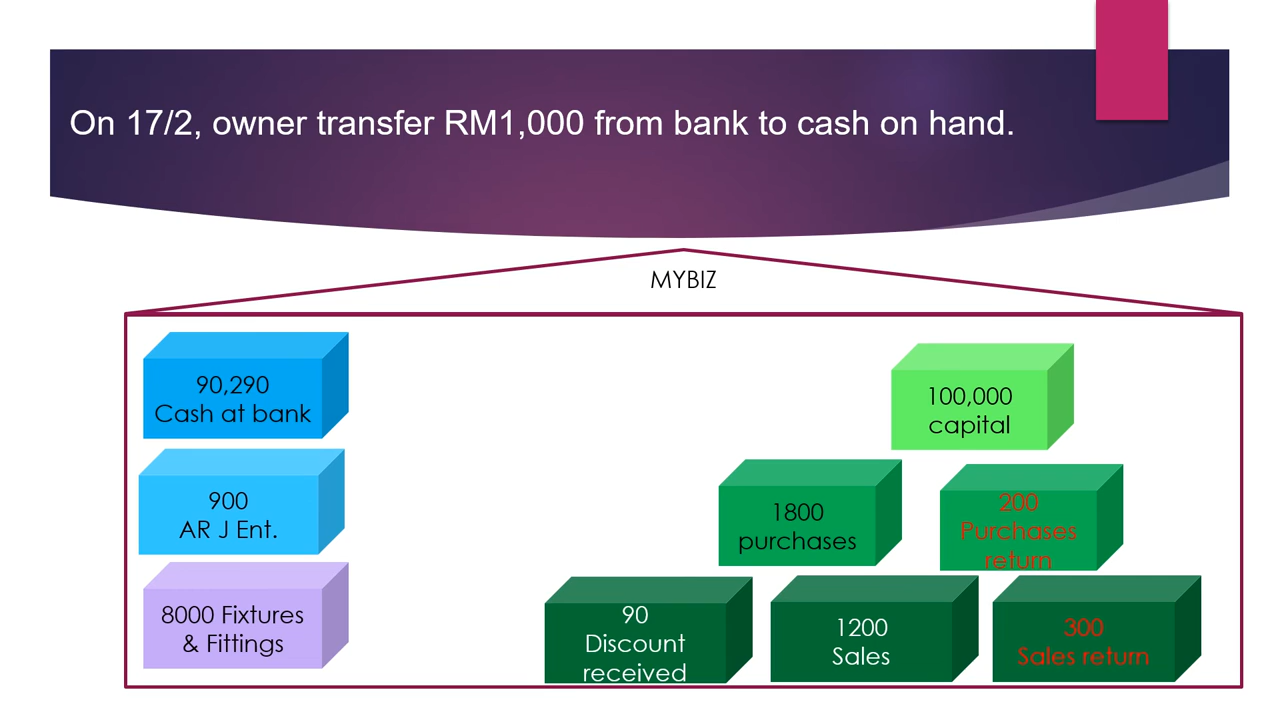 On 17/2, owner transfer RM1,000 from bank to cash on hand.
MYBIZ
90,290
Cash at bank
100,000
capital
900
AR J Ent.
1800
purchases
200
Purchases
return
8000 Fixtures
& Fittings
90
Discount
received
1200
Sales
300
Sales return